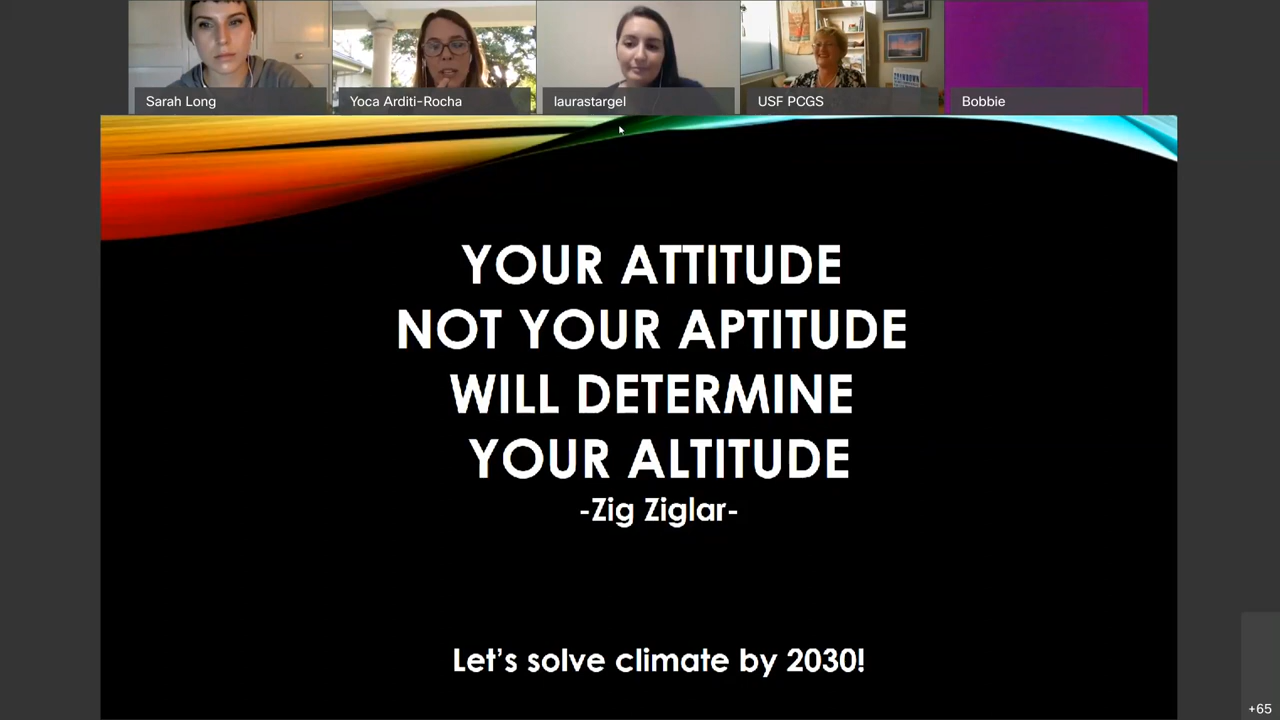 Sarah Long
Yoca Arditi-Rocha
laurastargel
USF PCGS
Bobbie
YOUR ATTITUDE
NOT YOUR APTITUDE
WILL DETERMINE
YOUR ALTITUDE
-Zig Ziglar-
Let's solve climate by 2030!
+65